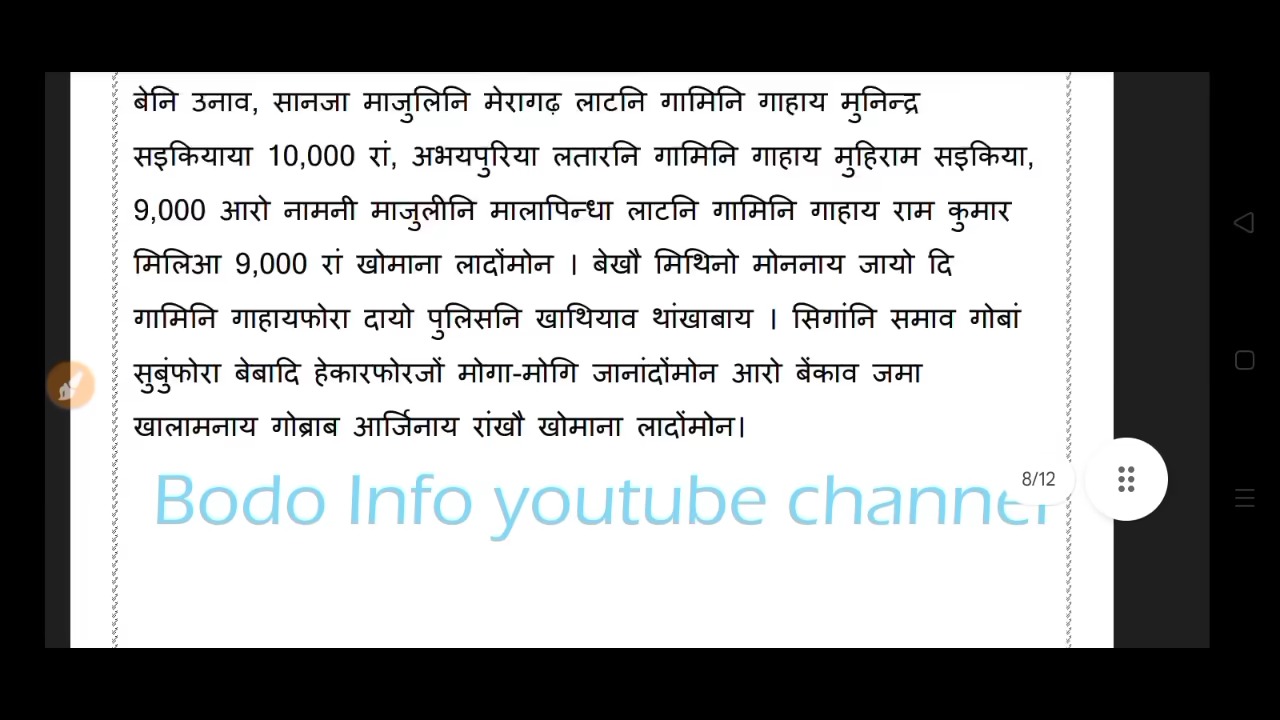 बेनि उनाव, सानजा माजुलिनि मेरागढ़ लाटनि गामिनि गाहाय मुनिन्द्र
सइकियाया 10,000 रां, अभयपुरिया लतारनि गामिनि गाहाय मुहिराम सइकिया,
9,000 आरो नामनी माजुलीनि मालापिन्धा लाटनि गामिनि गाहाय राम कुमार
मिलिआ 9,000 रां खोमाना लादोंमोन । बेखौ मिथिनो मोननाय जायो दि
गामिनि गाहायफोरा दायो पुलिसनि खाथियाव थांखाबाय । सिगांनि समाव गोबां
सुबुंफोरा बेबादि हेकारफोरजों मोगा-मोगि जानांदोंमोन आरो बेंकाव जमा
खालामनाय गोब्राब आर्जिनाय रांखौ खोमाना लादोंमोन।
Bodo Info youtube channel
8/12